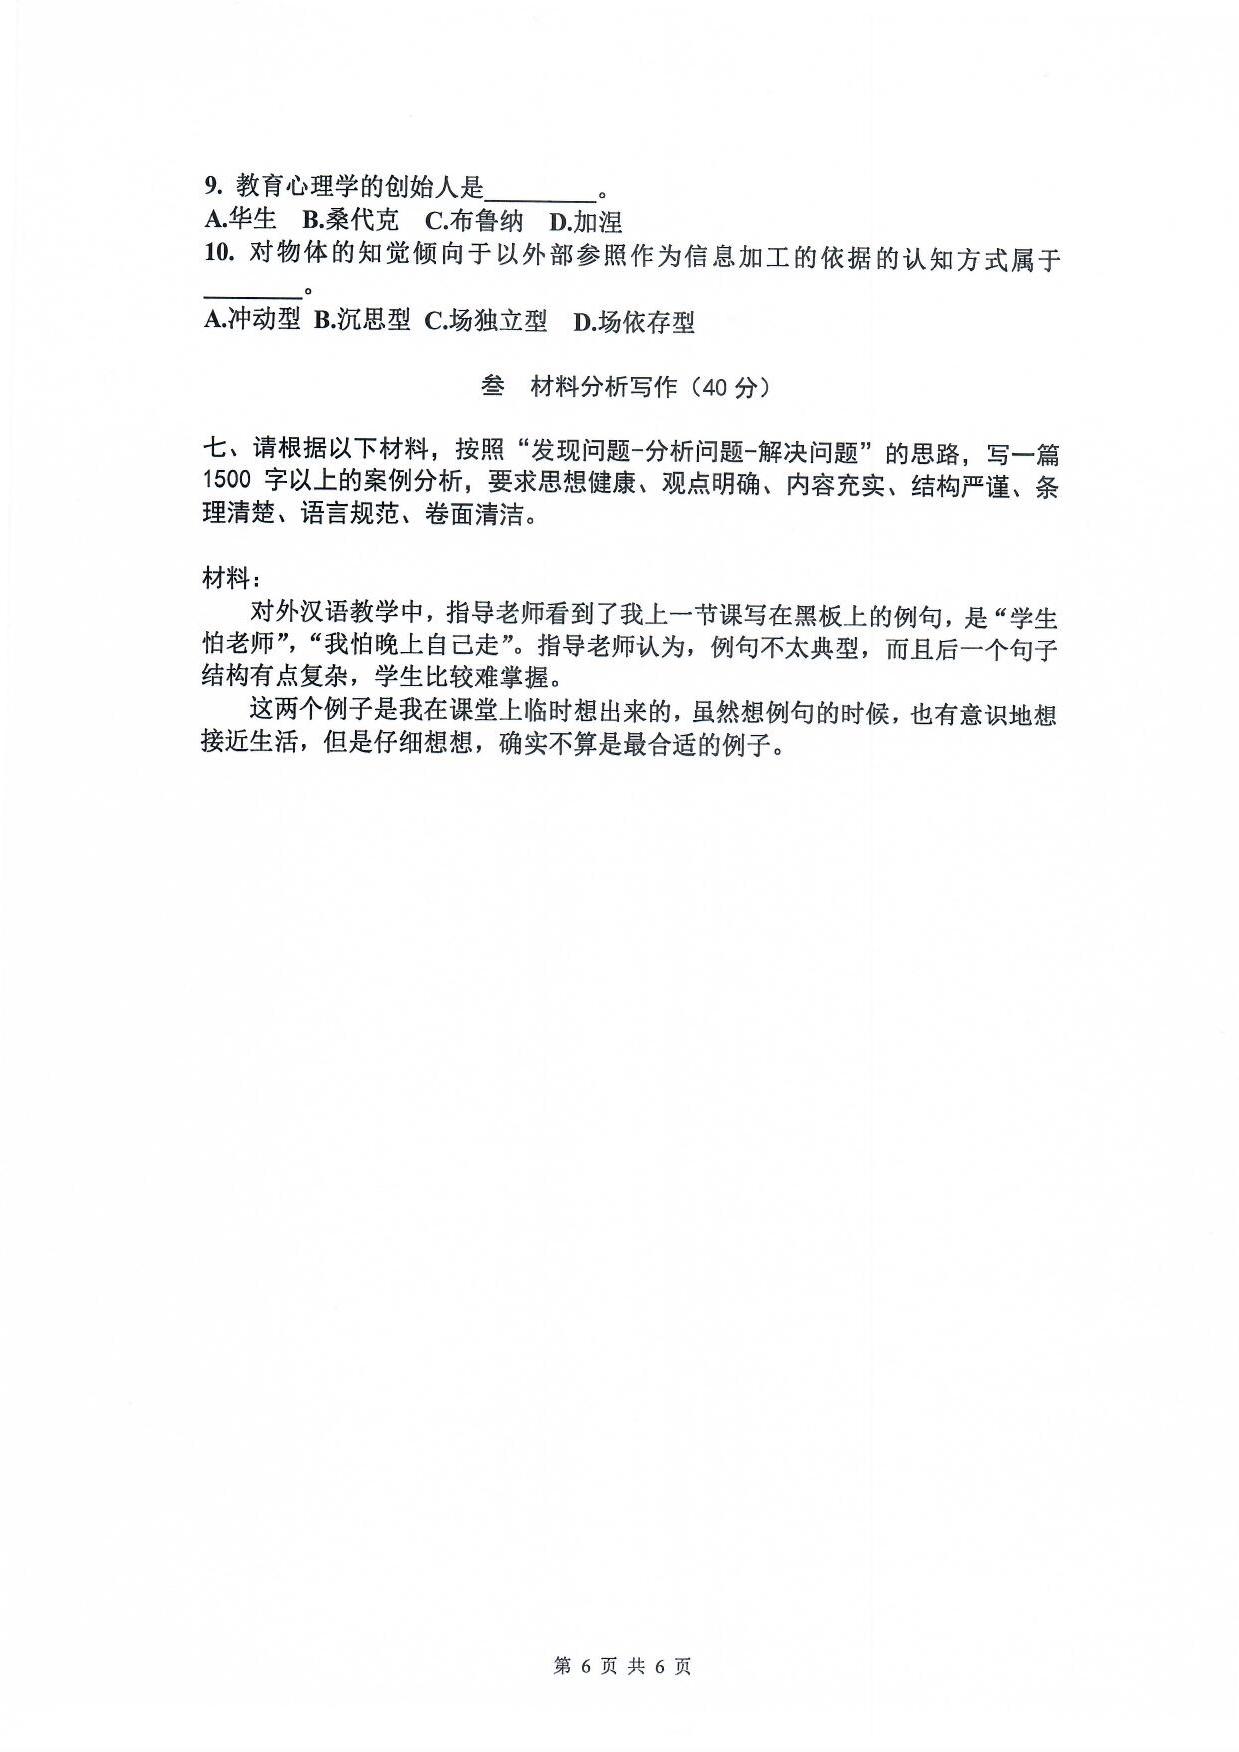 9. 教育心理学的创始人是________。
A.华生 B.桑代克 C.布鲁纳 D.加涅
10. 对物体的知觉倾向于以外部参照作为信息加工的依据的认知方式属于
________。
A.冲动型 B.沉思型 C.场独立型 D.场依存型
叁 材料分析写作（40 分）
七、请根据以下材料，按照“发现问题-分析问题-解决问题”的思路，写一篇
1500 字以上的案例分析，要求思想健康、观点明确、内容充实、结构严谨、条
理清楚、语言规范、卷面清洁。
材料：
对外汉语教学中，指导老师看到了我上一节课写在黑板上的例句，是“学生
怕老师”，“我怕晚上自己走”。指导老师认为，例句不太典型，而且后一个句子
结构有点复杂，学生比较难掌握。
这两个例子是我在课堂上临时想出来的，虽然想例句的时候，也有意识地想
接近生活，但是仔细想想，确实不算是最合适的例子。
第 6 页 共 6 页